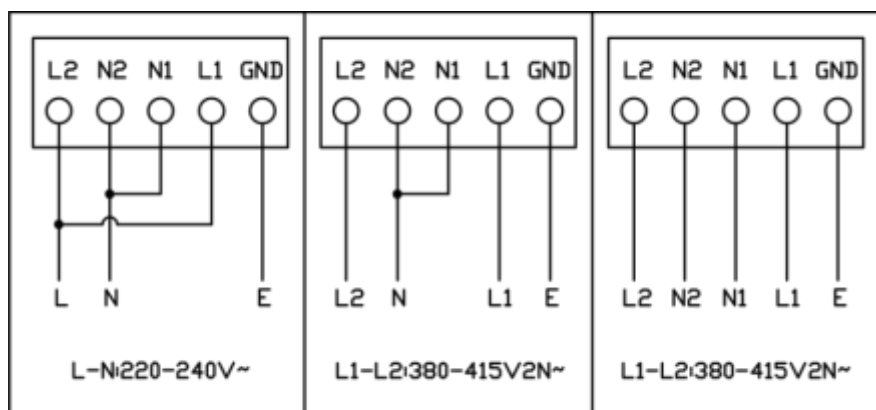 L2 N2 N1 L1 GND
L N E
L-N:220-240V~
L2 N2 N1 L1 GND
L2 N L1 E
L1-L2:380-415V2N~
L2 N2 N1 L1 GND
L2 N2 N1 L1 E
L1-L2:380-415V2N~